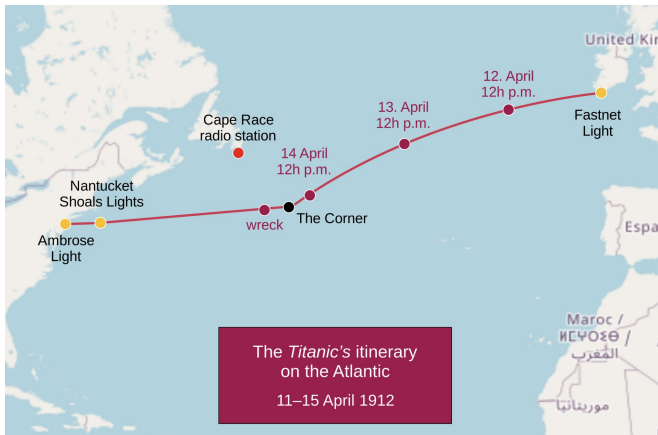 United Kin
12. April
12h p.m.
13. April
12h p.m.
Fastnet
Light
Cape Race
radio station
14 April
12h p.m.
Nantucket
Shoals Lights
The Corner
wreck
Ambrose
Light
Espa
Maroc /
ⵍⵎⵖⵔⵉⴱ /
المغرب
موريتانيا
The Titanic’s itinerary
on the Atlantic
11–15 April 1912